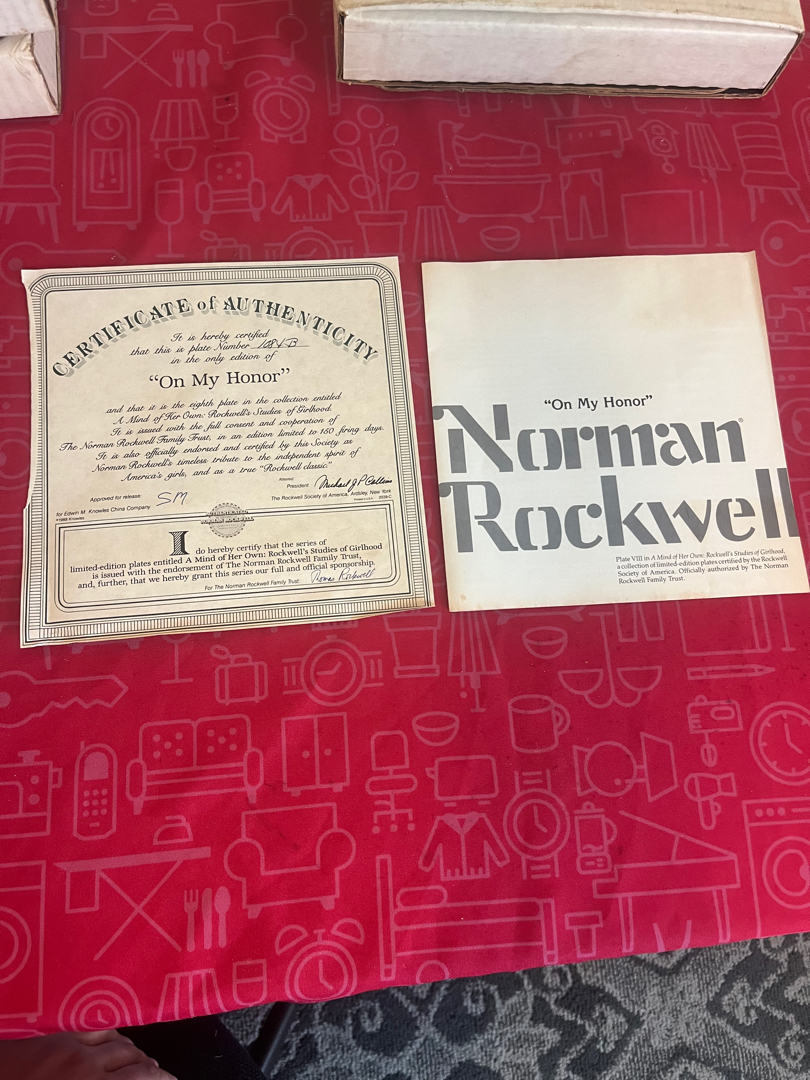 CERTIFICATE of AUTHENTICITY
It is hereby certified
that this is plate Number
in the only edition of
"On My Honor"
and that it is the eighth plate in the collection entitled
A Mind of Her Own: Rockwell's Studies of Girlhood.
It is issued with the full consent and cooperation of
The Norman Rockwell Family Trust, in an edition limited to 150 firing days.
It is also officially endorsed and certified by this Society as
Norman Rockwell's timeless tribute to the independent spirit of
America's girls, and as a true "Rockwell classic."
Approved for release: SM
for Edwin M. Knowles China Company
Attested:
President
The Rockwell Society of America, Ardsley, New York
I do hereby certify that the series of
limited-edition plates entitled A Mind of Her Own: Rockwell's Studies of Girlhood
is issued with the endorsement of The Norman Rockwell Family Trust,
and, further, that we hereby grant this series our full and official sponsorship.
For The Norman Rockwell Family Trust:
"On My Honor"
Norman
Rockwell
Plate VIII in A Mind of Her Own: Rockwell's Studies of Girlhood,
a collection of limited-edition plates certified by the Rockwell
Society of America. Officially authorized by The Norman
Rockwell Family Trust.